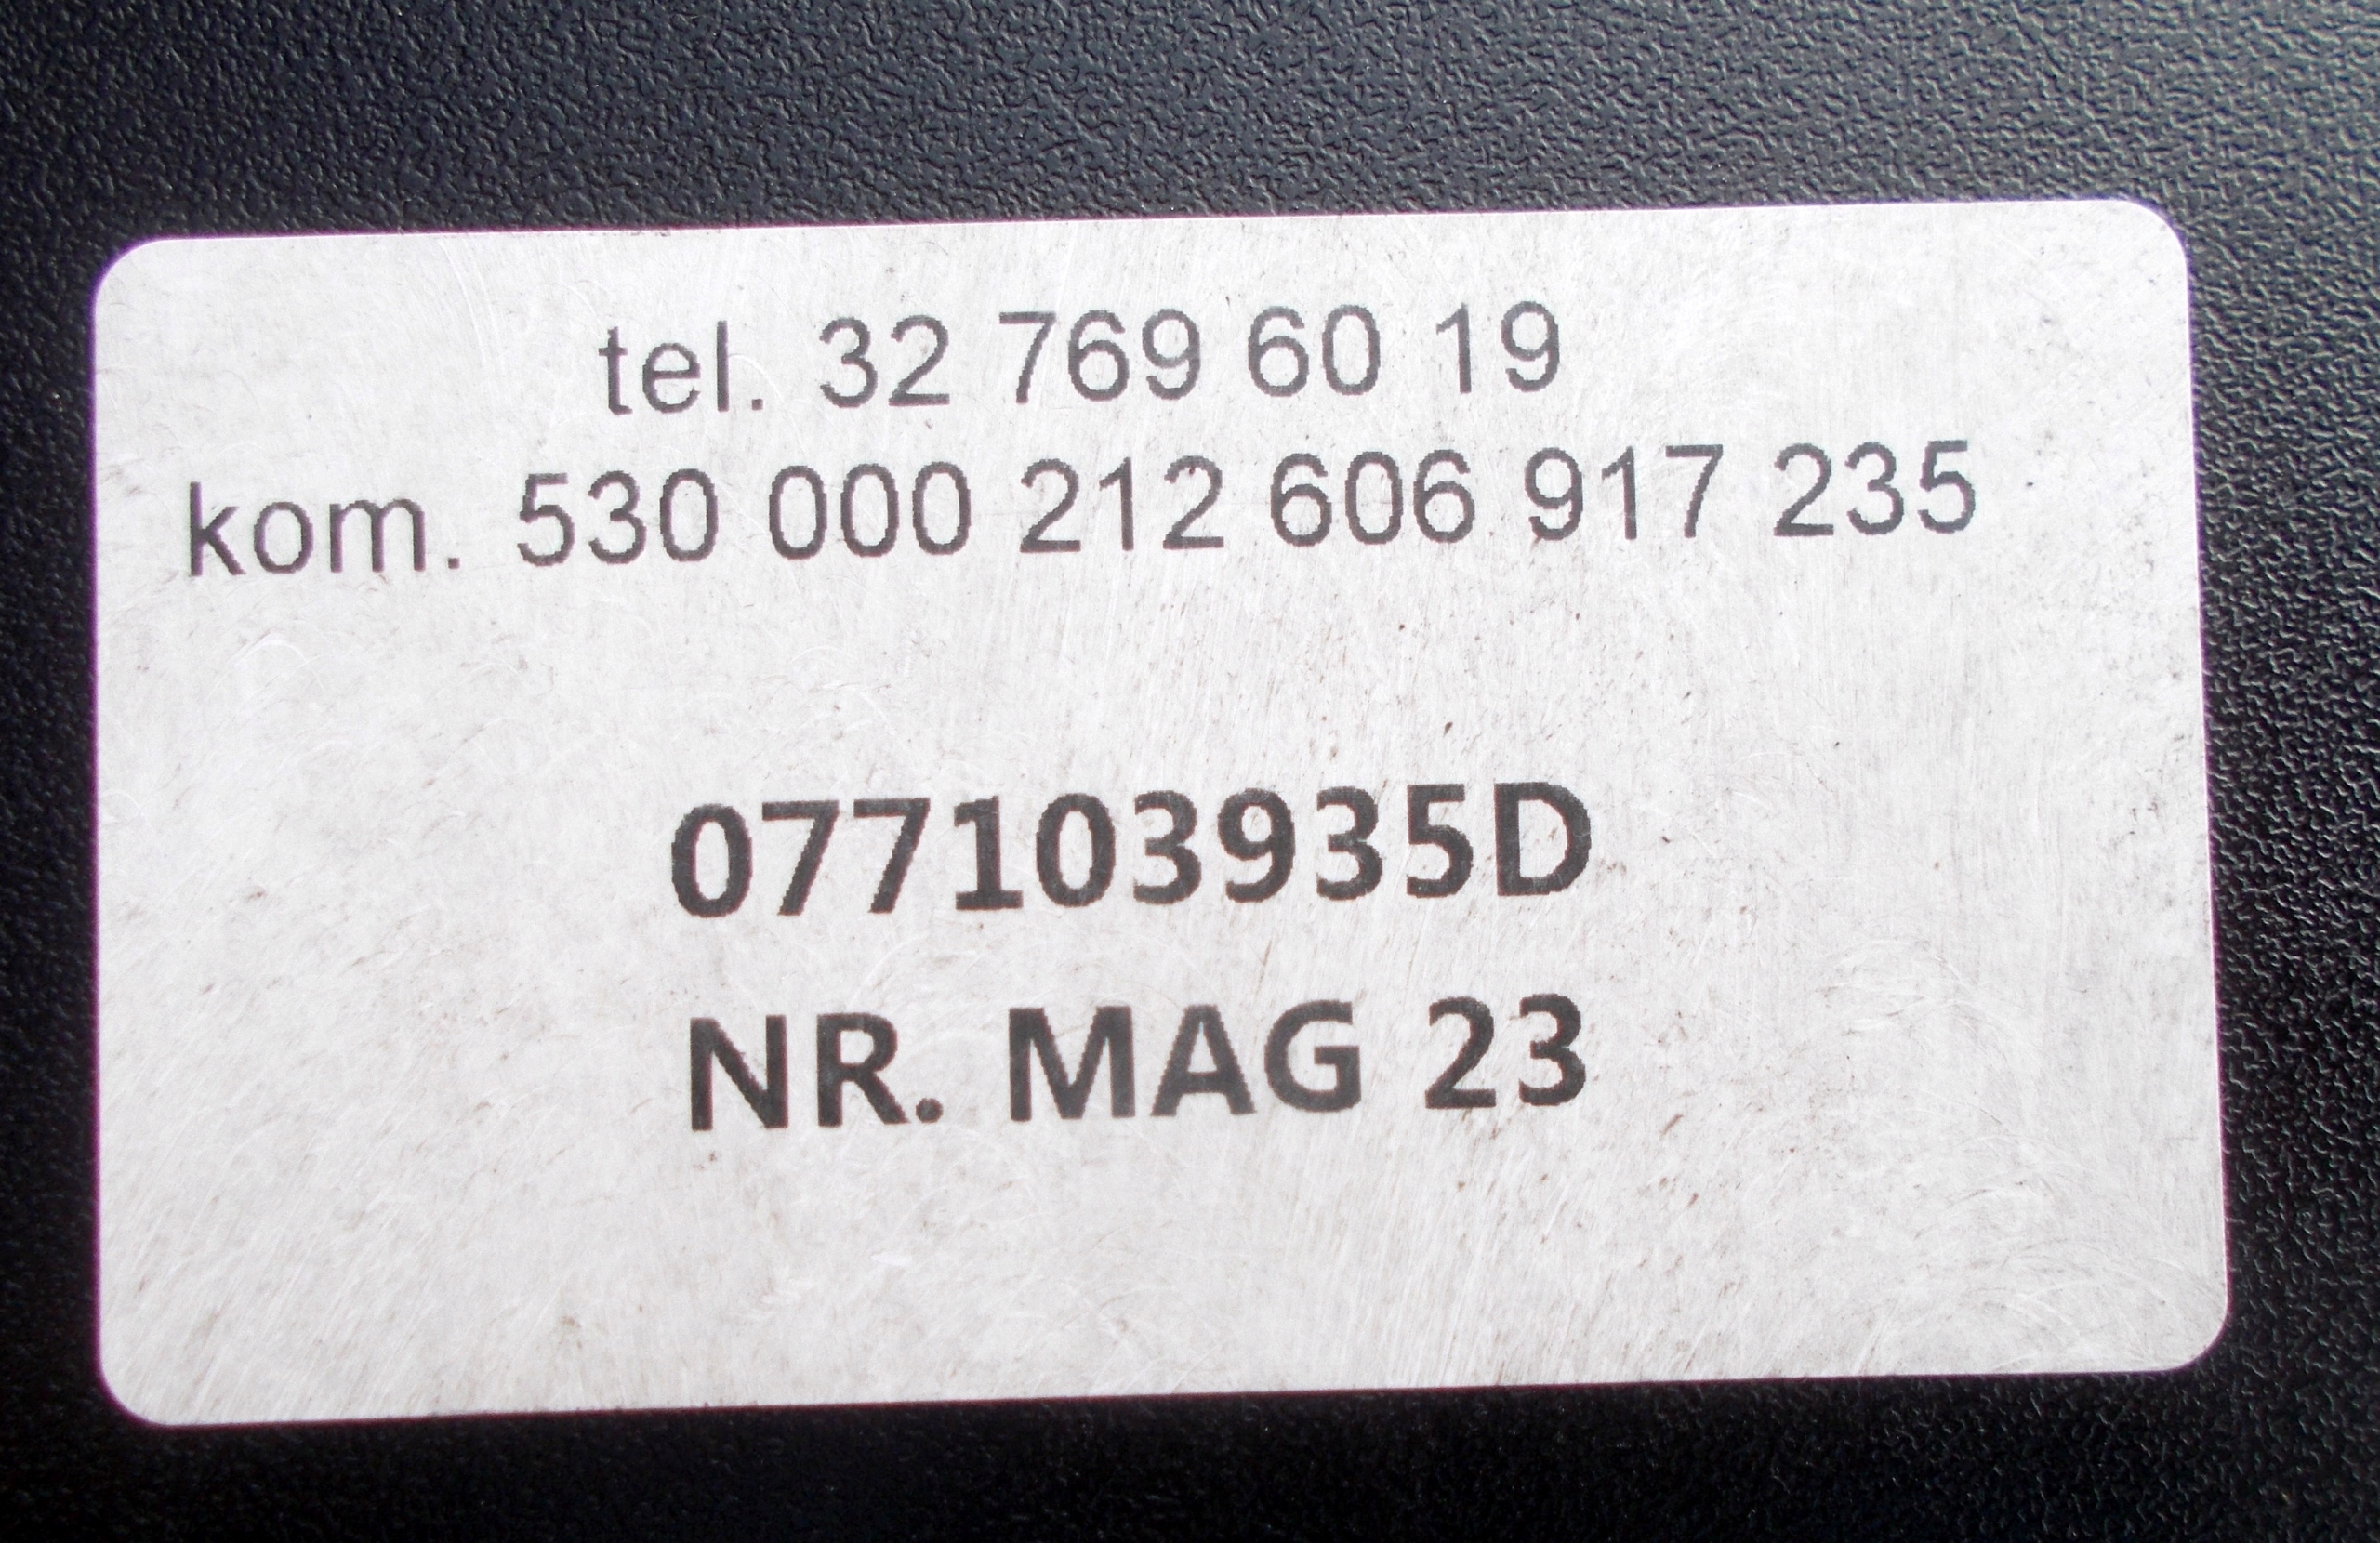 tel. 32 769 60 19
kom. 530 000 212 606 917 235
077103935D
NR. MAG 23